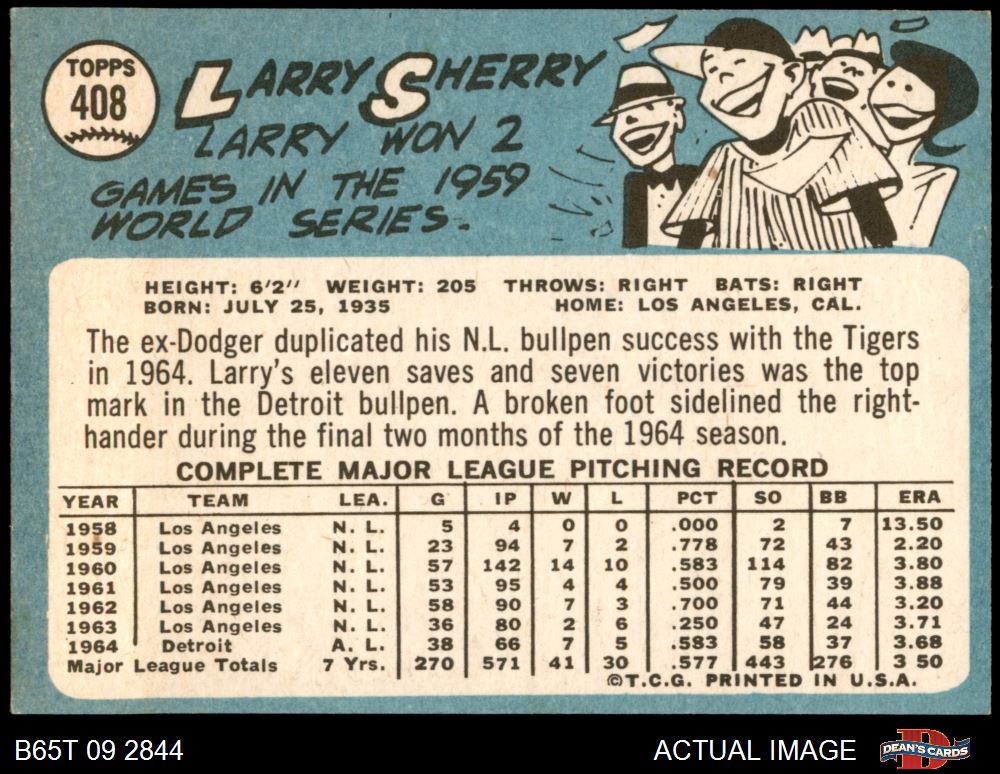 TOPPS
408
LARRY SHERRY
LARRY WON 2
GAMES IN THE 1959
WORLD SERIES.
HEIGHT: 6'2" WEIGHT: 205 THROWS: RIGHT BATS: RIGHT
BORN: JULY 25, 1935 HOME: LOS ANGELES, CAL.
The ex-Dodger duplicated his N.L. bullpen success with the Tigers
in 1964. Larry's eleven saves and seven victories was the top
mark in the Detroit bullpen. A broken foot sidelined the right-
hander during the final two months of the 1964 season.
COMPLETE MAJOR LEAGUE PITCHING RECORD
YEAR TEAM LEA. G IP W L PCT SO BB ERA
1958 Los Angeles N. L. 5 4 0 0 .000 2 7 13.50
1959 Los Angeles N. L. 23 94 7 2 .778 72 43 2.20
1960 Los Angeles N. L. 57 142 14 10 .583 114 82 3.80
1961 Los Angeles N. L. 53 95 4 4 .500 79 39 3.88
1962 Los Angeles N. L. 58 90 7 3 .700 71 44 3.20
1963 Los Angeles N. L. 36 80 2 6 .250 47 24 3.71
1964 Detroit A. L. 38 66 7 5 .583 58 37 3.68
Major League Totals 7 Yrs. 270 571 41 30 .577 443 276 3 50
©T.C.G. PRINTED IN U.S.A.
B65T 09 2844
ACTUAL IMAGE
D
DEAN'S CARDS